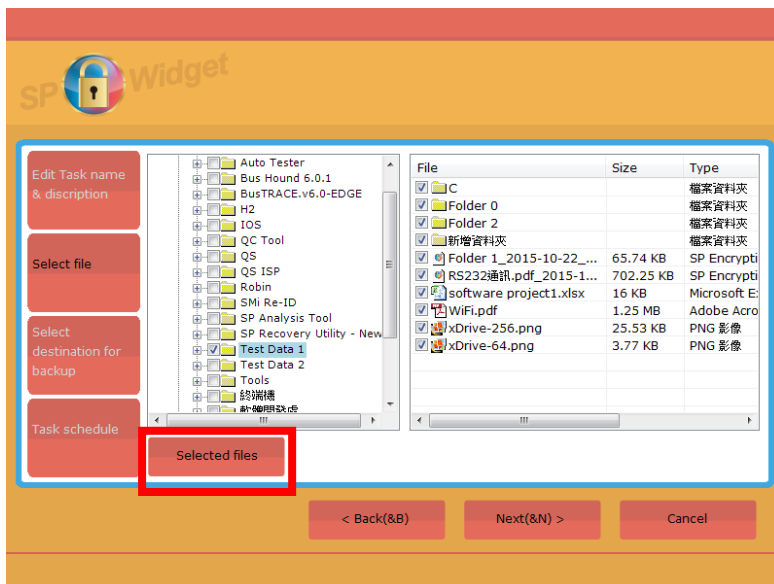 SP Widget
Edit Task name
& discription
Select file
Select
destination for
backup
Task schedule
Auto Tester
Bus Hound 6.0.1
BusTRACE.v6.0-EDGE
H2
IOS
QC Tool
QS
QS ISP
Robin
SMi Re-ID
SP Analysis Tool
SP Recovery Utility - New
Test Data 1
Test Data 2
Tools
終端機
軟體開發處
File Size Type
C 檔案資料夾
Folder 0 檔案資料夾
Folder 2 檔案資料夾
新增資料夾 檔案資料夾
Folder 1_2015-10-22_... 65.74 KB SP Encrypti
RS232通訊.pdf_2015-1... 702.25 KB SP Encrypti
software project1.xlsx 16 KB Microsoft E:
WiFi.pdf 1.25 MB Adobe Acro
xDrive-256.png 25.53 KB PNG 影像
xDrive-64.png 3.77 KB PNG 影像
Selected files
< Back(&B) Next(&N) > Cancel